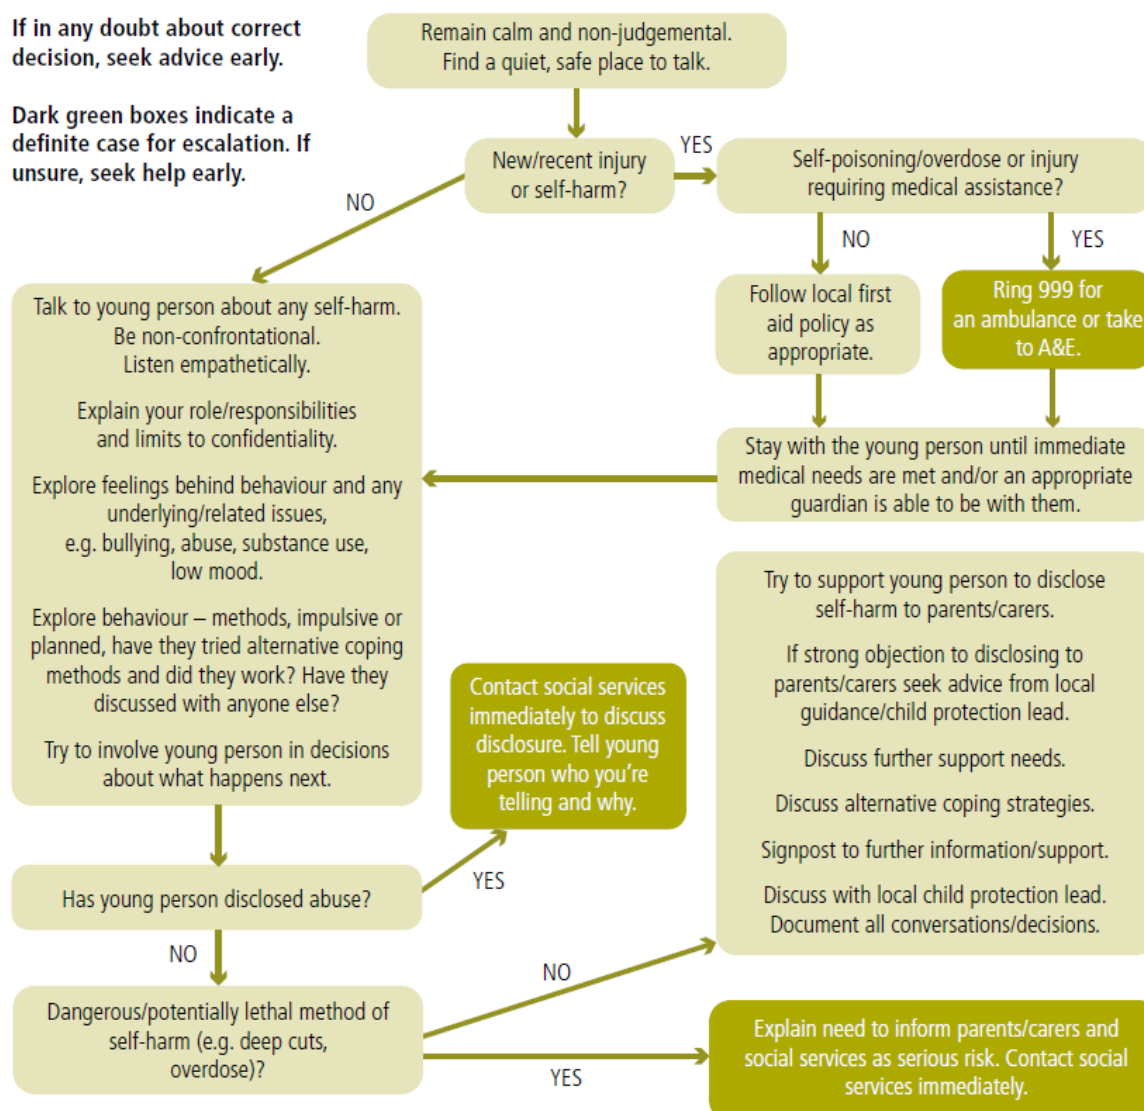 If in any doubt about correct
decision, seek advice early.
Dark green boxes indicate a
definite case for escalation. If
unsure, seek help early.
Remain calm and non-judgemental.
Find a quiet, safe place to talk.
New/recent injury
or self-harm?
YES
NO
Self-poisoning/overdose or injury
requiring medical assistance?
NO
YES
Follow local first
aid policy as
appropriate.
Ring 999 for
an ambulance or take
to A&E.
Stay with the young person until immediate
medical needs are met and/or an appropriate
guardian is able to be with them.
Talk to young person about any self-harm.
Be non-confrontational.
Listen empathetically.
Explain your role/responsibilities
and limits to confidentiality.
Explore feelings behind behaviour and any
underlying/related issues,
e.g. bullying, abuse, substance use,
low mood.
Explore behaviour – methods, impulsive or
planned, have they tried alternative coping
methods and did they work? Have they
discussed with anyone else?
Try to involve young person in decisions
about what happens next.
Has young person disclosed abuse?
YES
NO
Contact social services
immediately to discuss
disclosure. Tell young
person who you’re
telling and why.
Dangerous/potentially lethal method of
self-harm (e.g. deep cuts,
overdose)?
NO
YES
Try to support young person to disclose
self-harm to parents/carers.
If strong objection to disclosing to
parents/carers seek advice from local
guidance/child protection lead.
Discuss further support needs.
Discuss alternative coping strategies.
Signpost to further information/support.
Discuss with local child protection lead.
Document all conversations/decisions.
Explain need to inform parents/carers and
social services as serious risk. Contact social
services immediately.